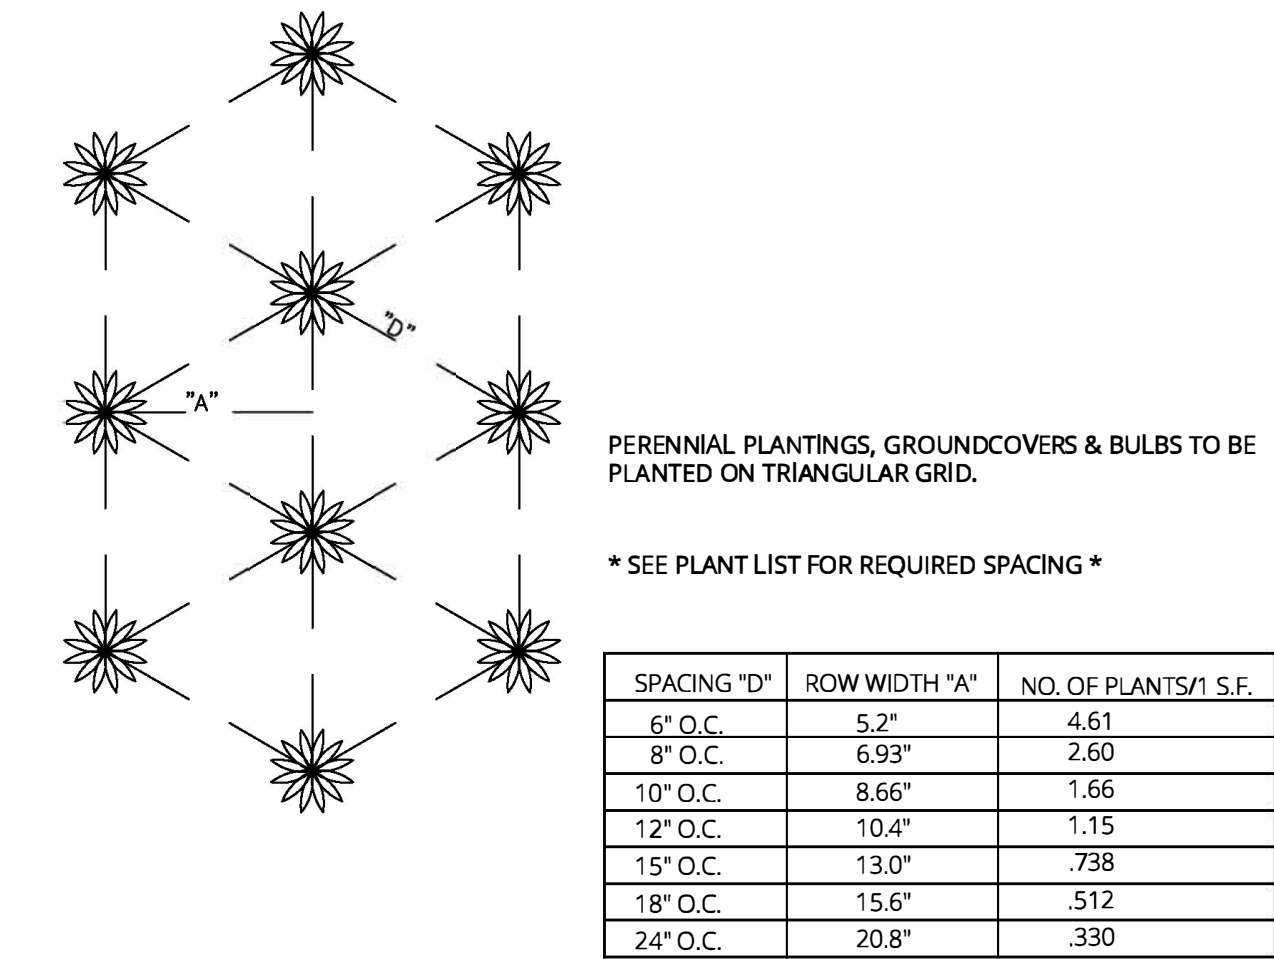 "D"
"A"
PERENNIAL PLANTINGS, GROUNDCOVERS & BULBS TO BE
PLANTED ON TRIANGULAR GRID.
* SEE PLANT LIST FOR REQUIRED SPACING *
SPACING "D" ROW WIDTH "A" NO. OF PLANTS/1 S.F.
6" O.C. 5.2" 4.61
8" O.C. 6.93" 2.60
10" O.C. 8.66" 1.66
12" O.C. 10.4" 1.15
15" O.C. 13.0" .738
18" O.C. 15.6" .512
24" O.C. 20.8" .330